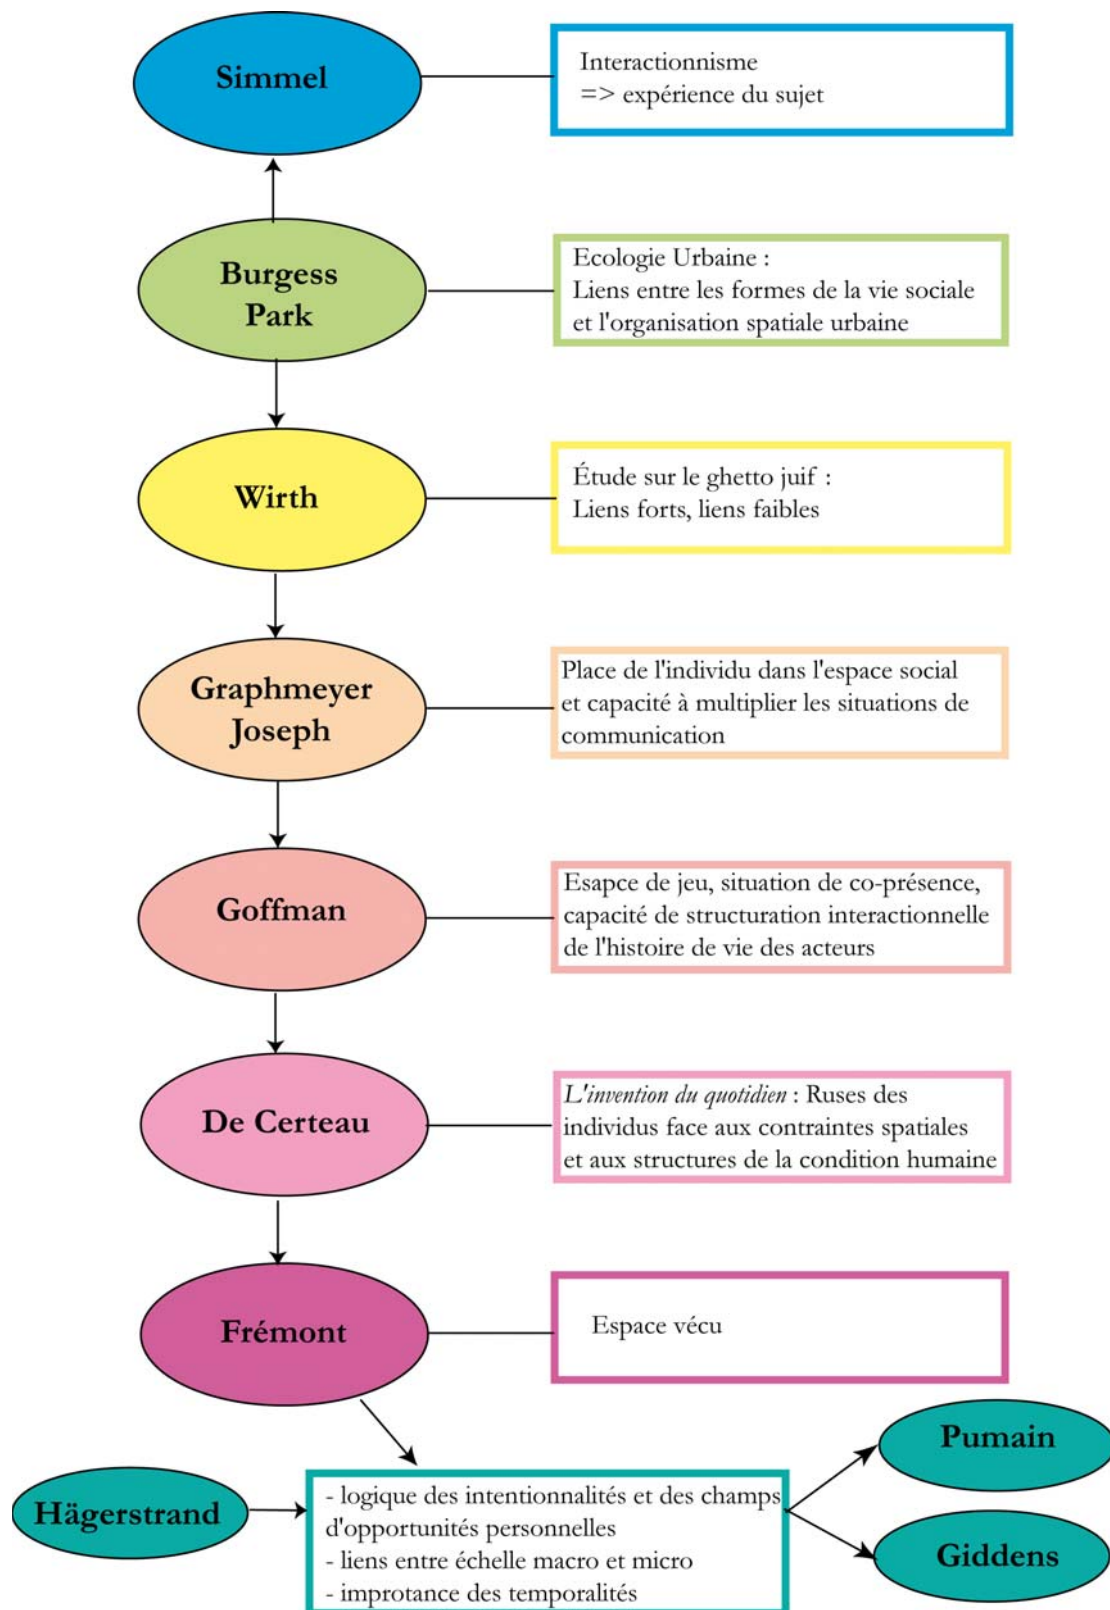 Simmel
Interactionnisme
=> expérience du sujet
Burgess
Park
Ecologie Urbaine :
Liens entre les formes de la vie sociale
et l'organisation spatiale urbaine
Wirth
Étude sur le ghetto juif :
Liens forts, liens faibles
Graphmeyer
Joseph
Place de l'individu dans l'espace social
et capacité à multiplier les situations de
communication
Goffman
Esapce de jeu, situation de co-présence,
capacité de structuration interactionnelle
de l'histoire de vie des acteurs
De Certeau
L'invention du quotidien : Ruses des
individus face aux contraintes spatiales
et aux structures de la condition humaine
Frémont
Espace vécu
Hägerstrand
- logique des intentionnalités et des champs
d'opportunités personnelles
- liens entre échelle macro et micro
- improtance des temporalités
Pumain
Giddens